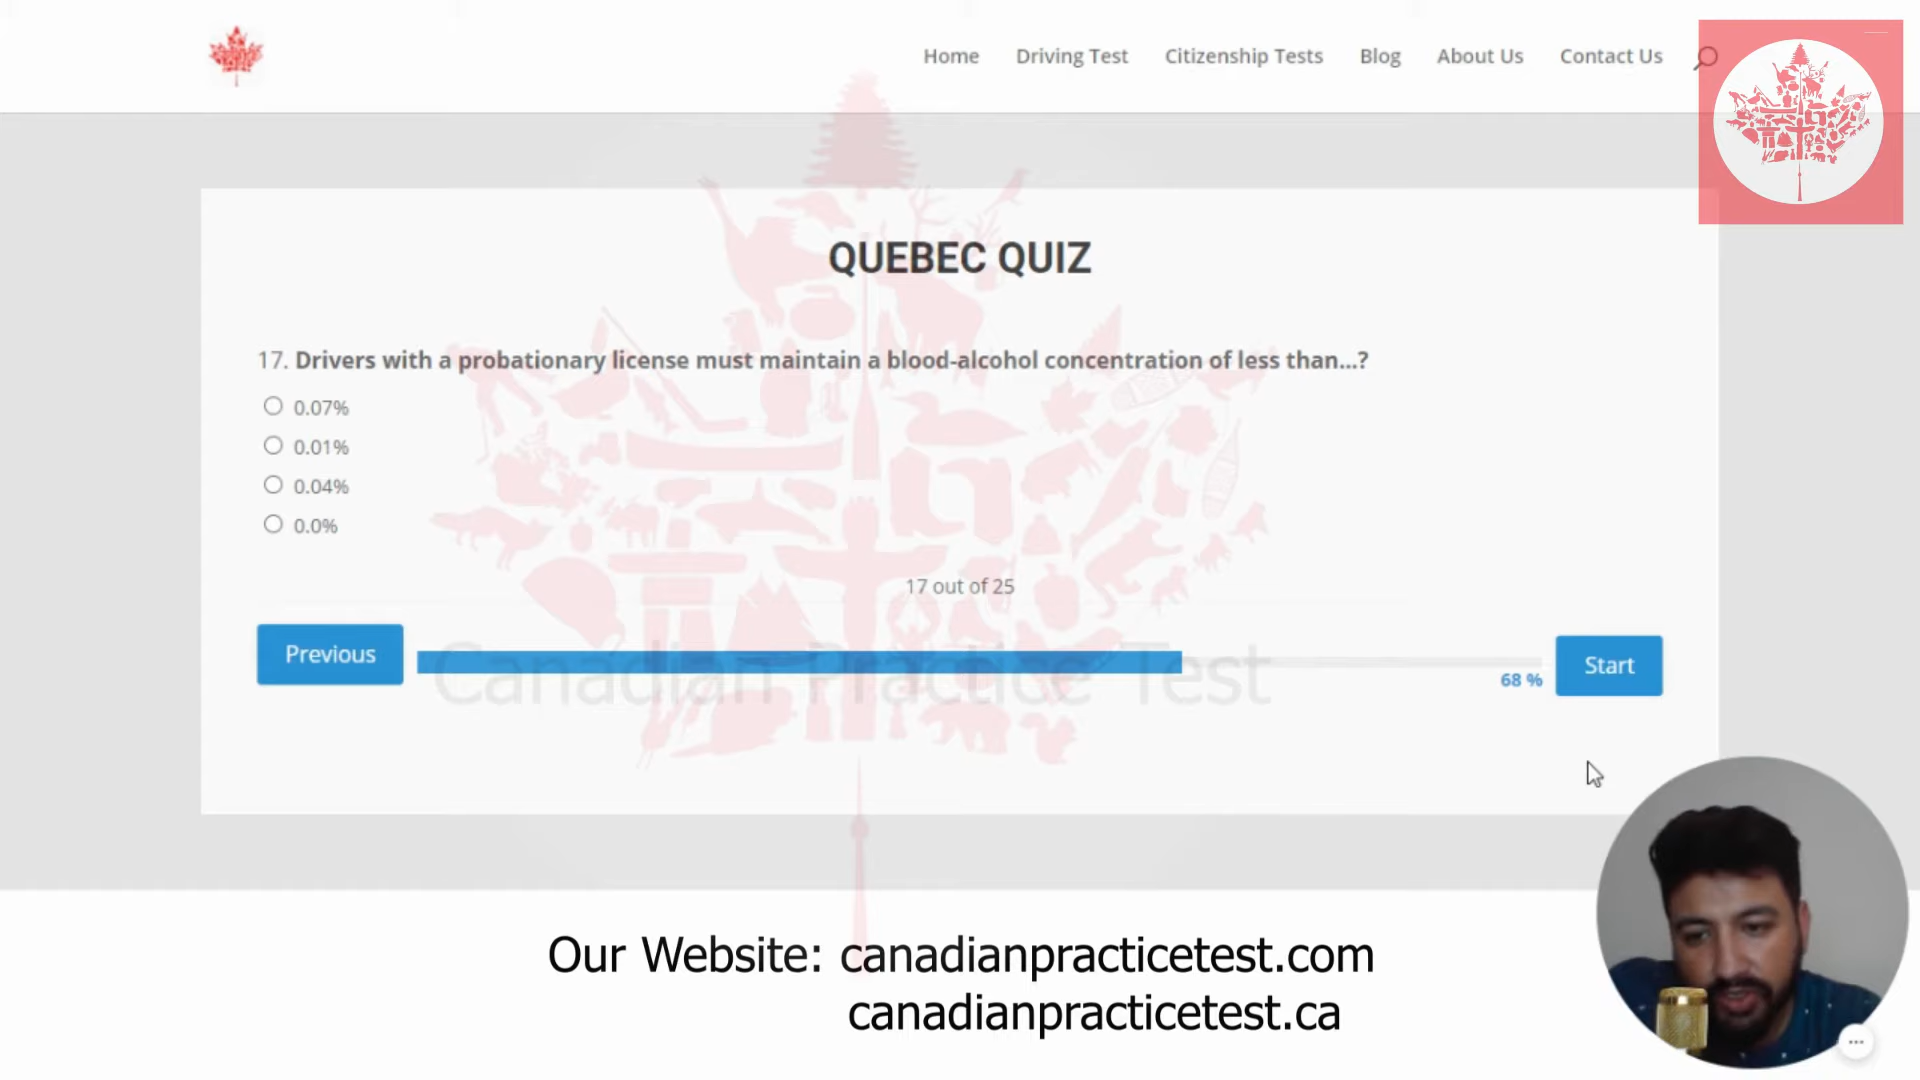 Home Driving Test Citizenship Tests Blog About Us Contact Us
QUEBEC QUIZ
17. Drivers with a probationary license must maintain a blood-alcohol concentration of less than...?
0.07%
0.01%
0.04%
0.0%
17 out of 25
Previous
Canadian Practice Test
68 %
Start
Our Website: canadianpracticetest.com
canadianpracticetest.ca